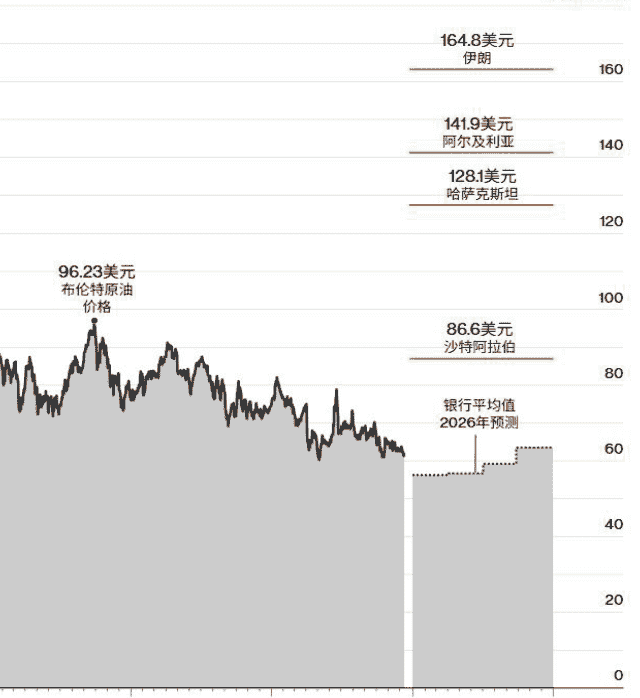 164.8美元
伊朗
160
141.9美元
阿尔及利亚
140
128.1美元
哈萨克斯坦
120
96.23美元
布伦特原油
价格
100
86.6美元
沙特阿拉伯
80
银行平均值
2026年预测
60
40
20
0